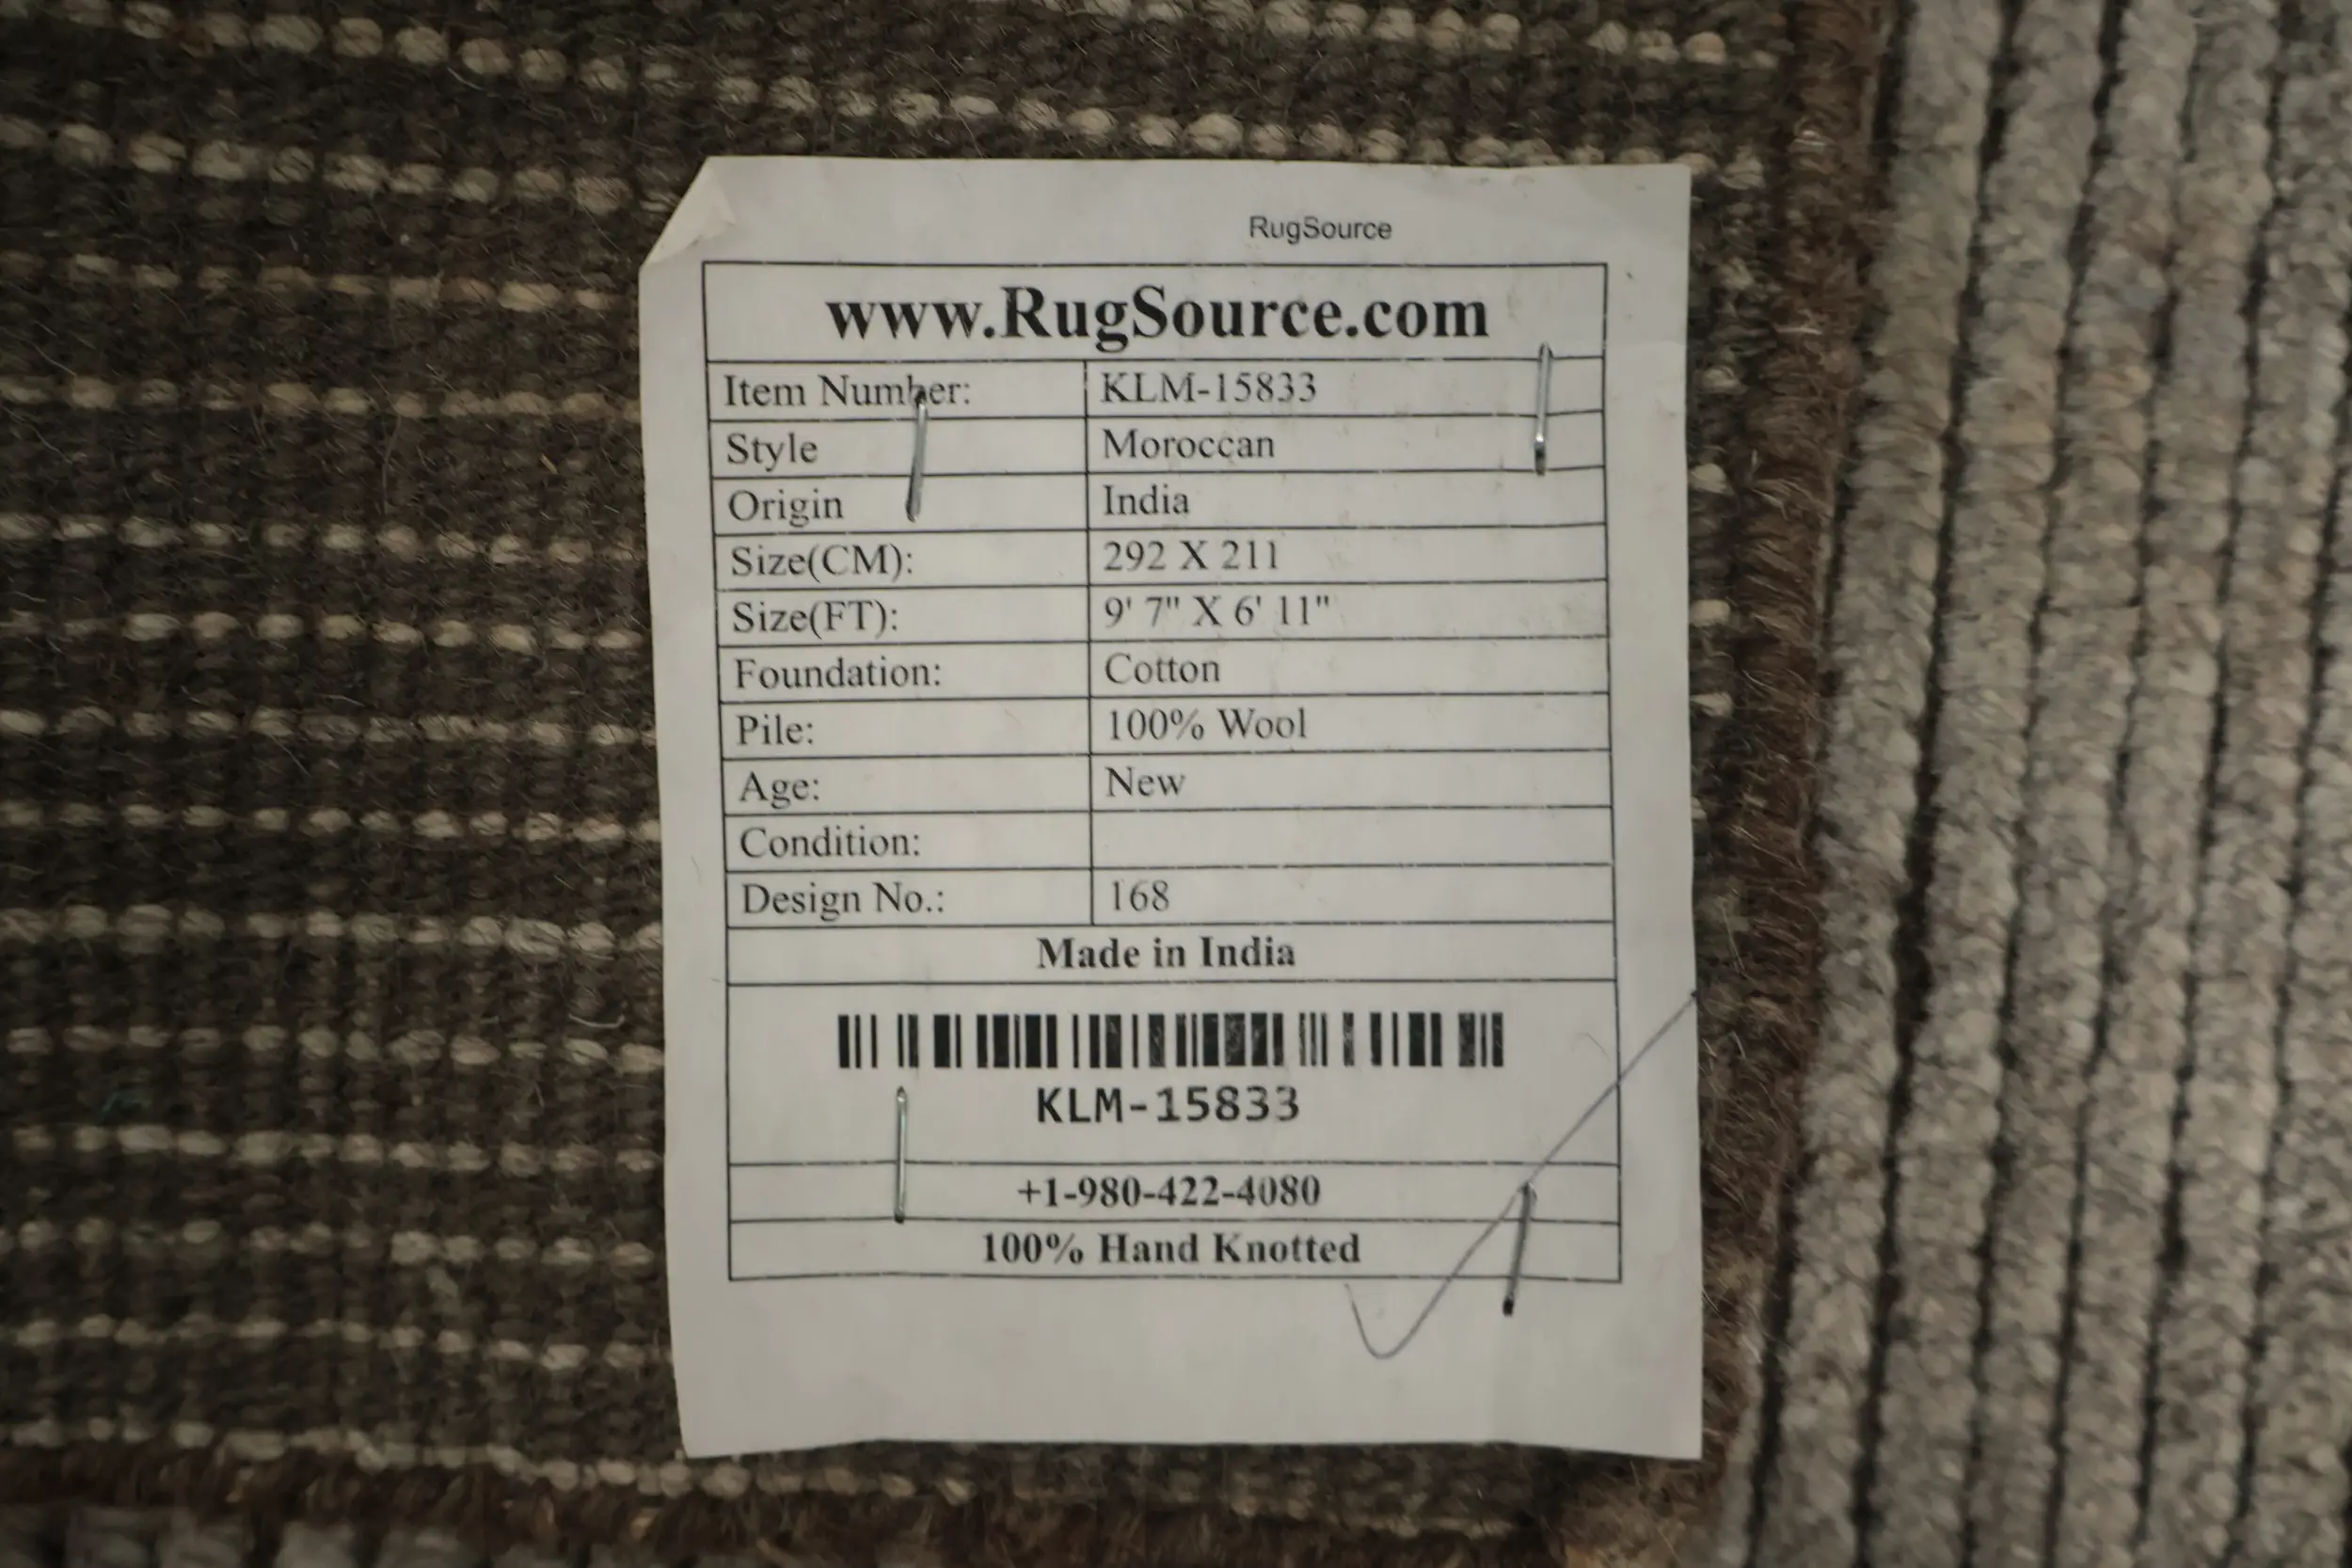 RugSource
www.RugSource.com
Item Number: KLM-15833
Style Moroccan
Origin India
Size(CM): 292 X 211
Size(FT): 9' 7" X 6' 11"
Foundation: Cotton
Pile: 100% Wool
Age: New
Condition:
Design No.: 168
Made in India
KLM-15833
+1-980-422-4080
100% Hand Knotted